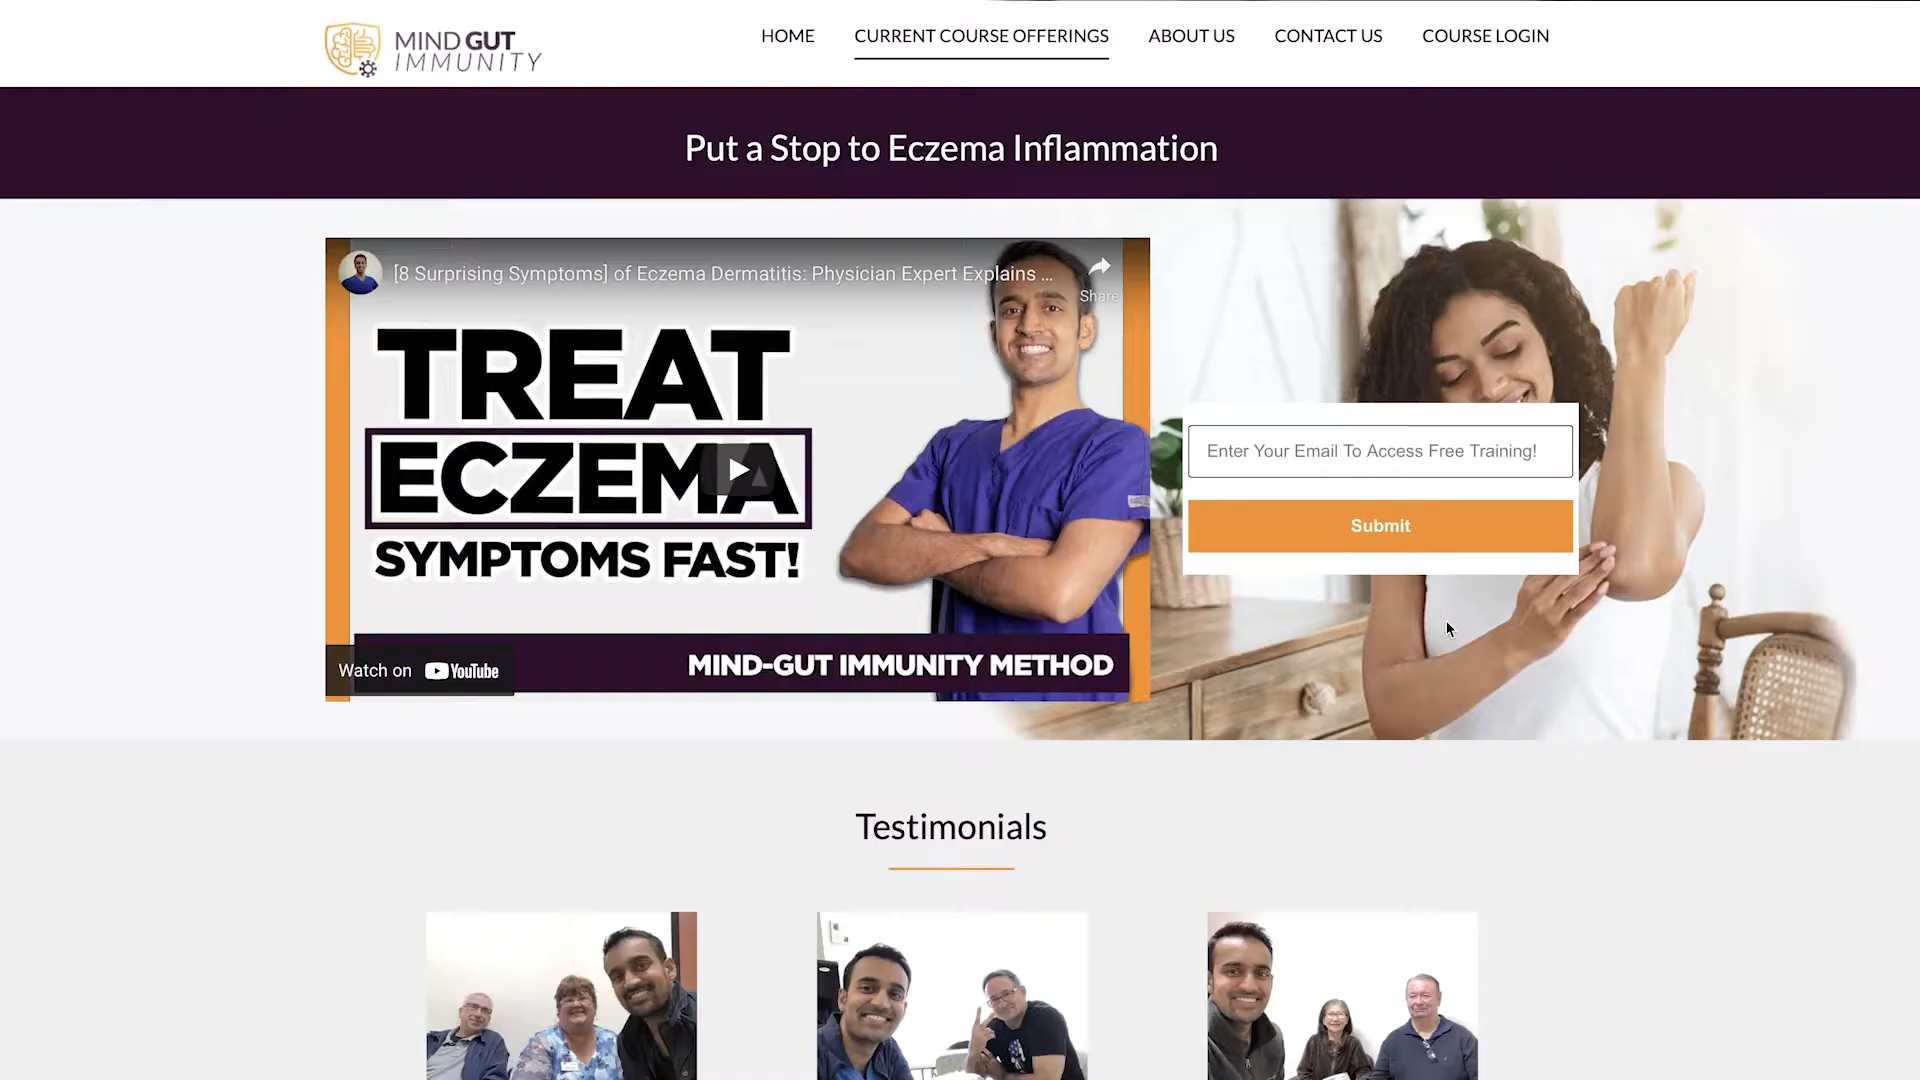 MIND GUT
IMMUNITY
HOME
CURRENT COURSE OFFERINGS
ABOUT US
CONTACT US
COURSE LOGIN
Put a Stop to Eczema Inflammation
[8 Surprising Symptoms] of Eczema Dermatitis: Physician Expert Explains ...
Share
TREAT
ECZEMA
SYMPTOMS FAST!
Watch on YouTube
MIND-GUT IMMUNITY METHOD
Enter Your Email To Access Free Training!
Submit
Testimonials